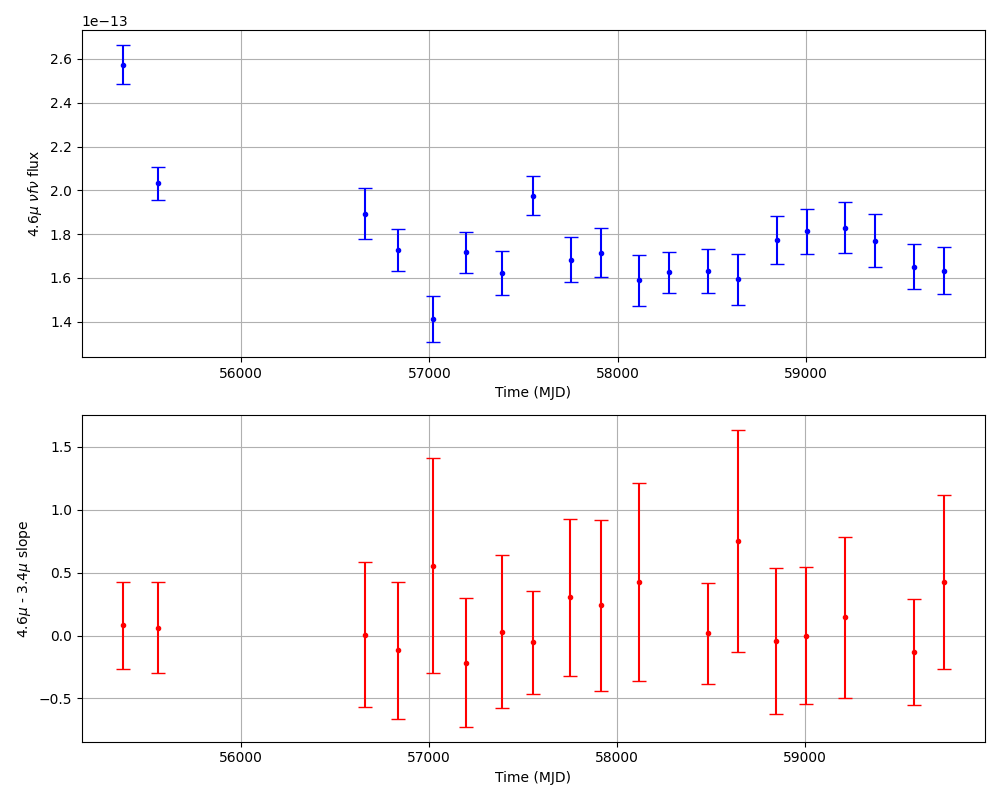 1e−13
2.6
2.4
2.2
2.0
1.8
1.6
1.4
4.6μ νfν flux
56000 57000 58000 59000
Time (MJD)
1.5
1.0
0.5
0.0
−0.5
4.6μ - 3.4μ slope
56000 57000 58000 59000
Time (MJD)